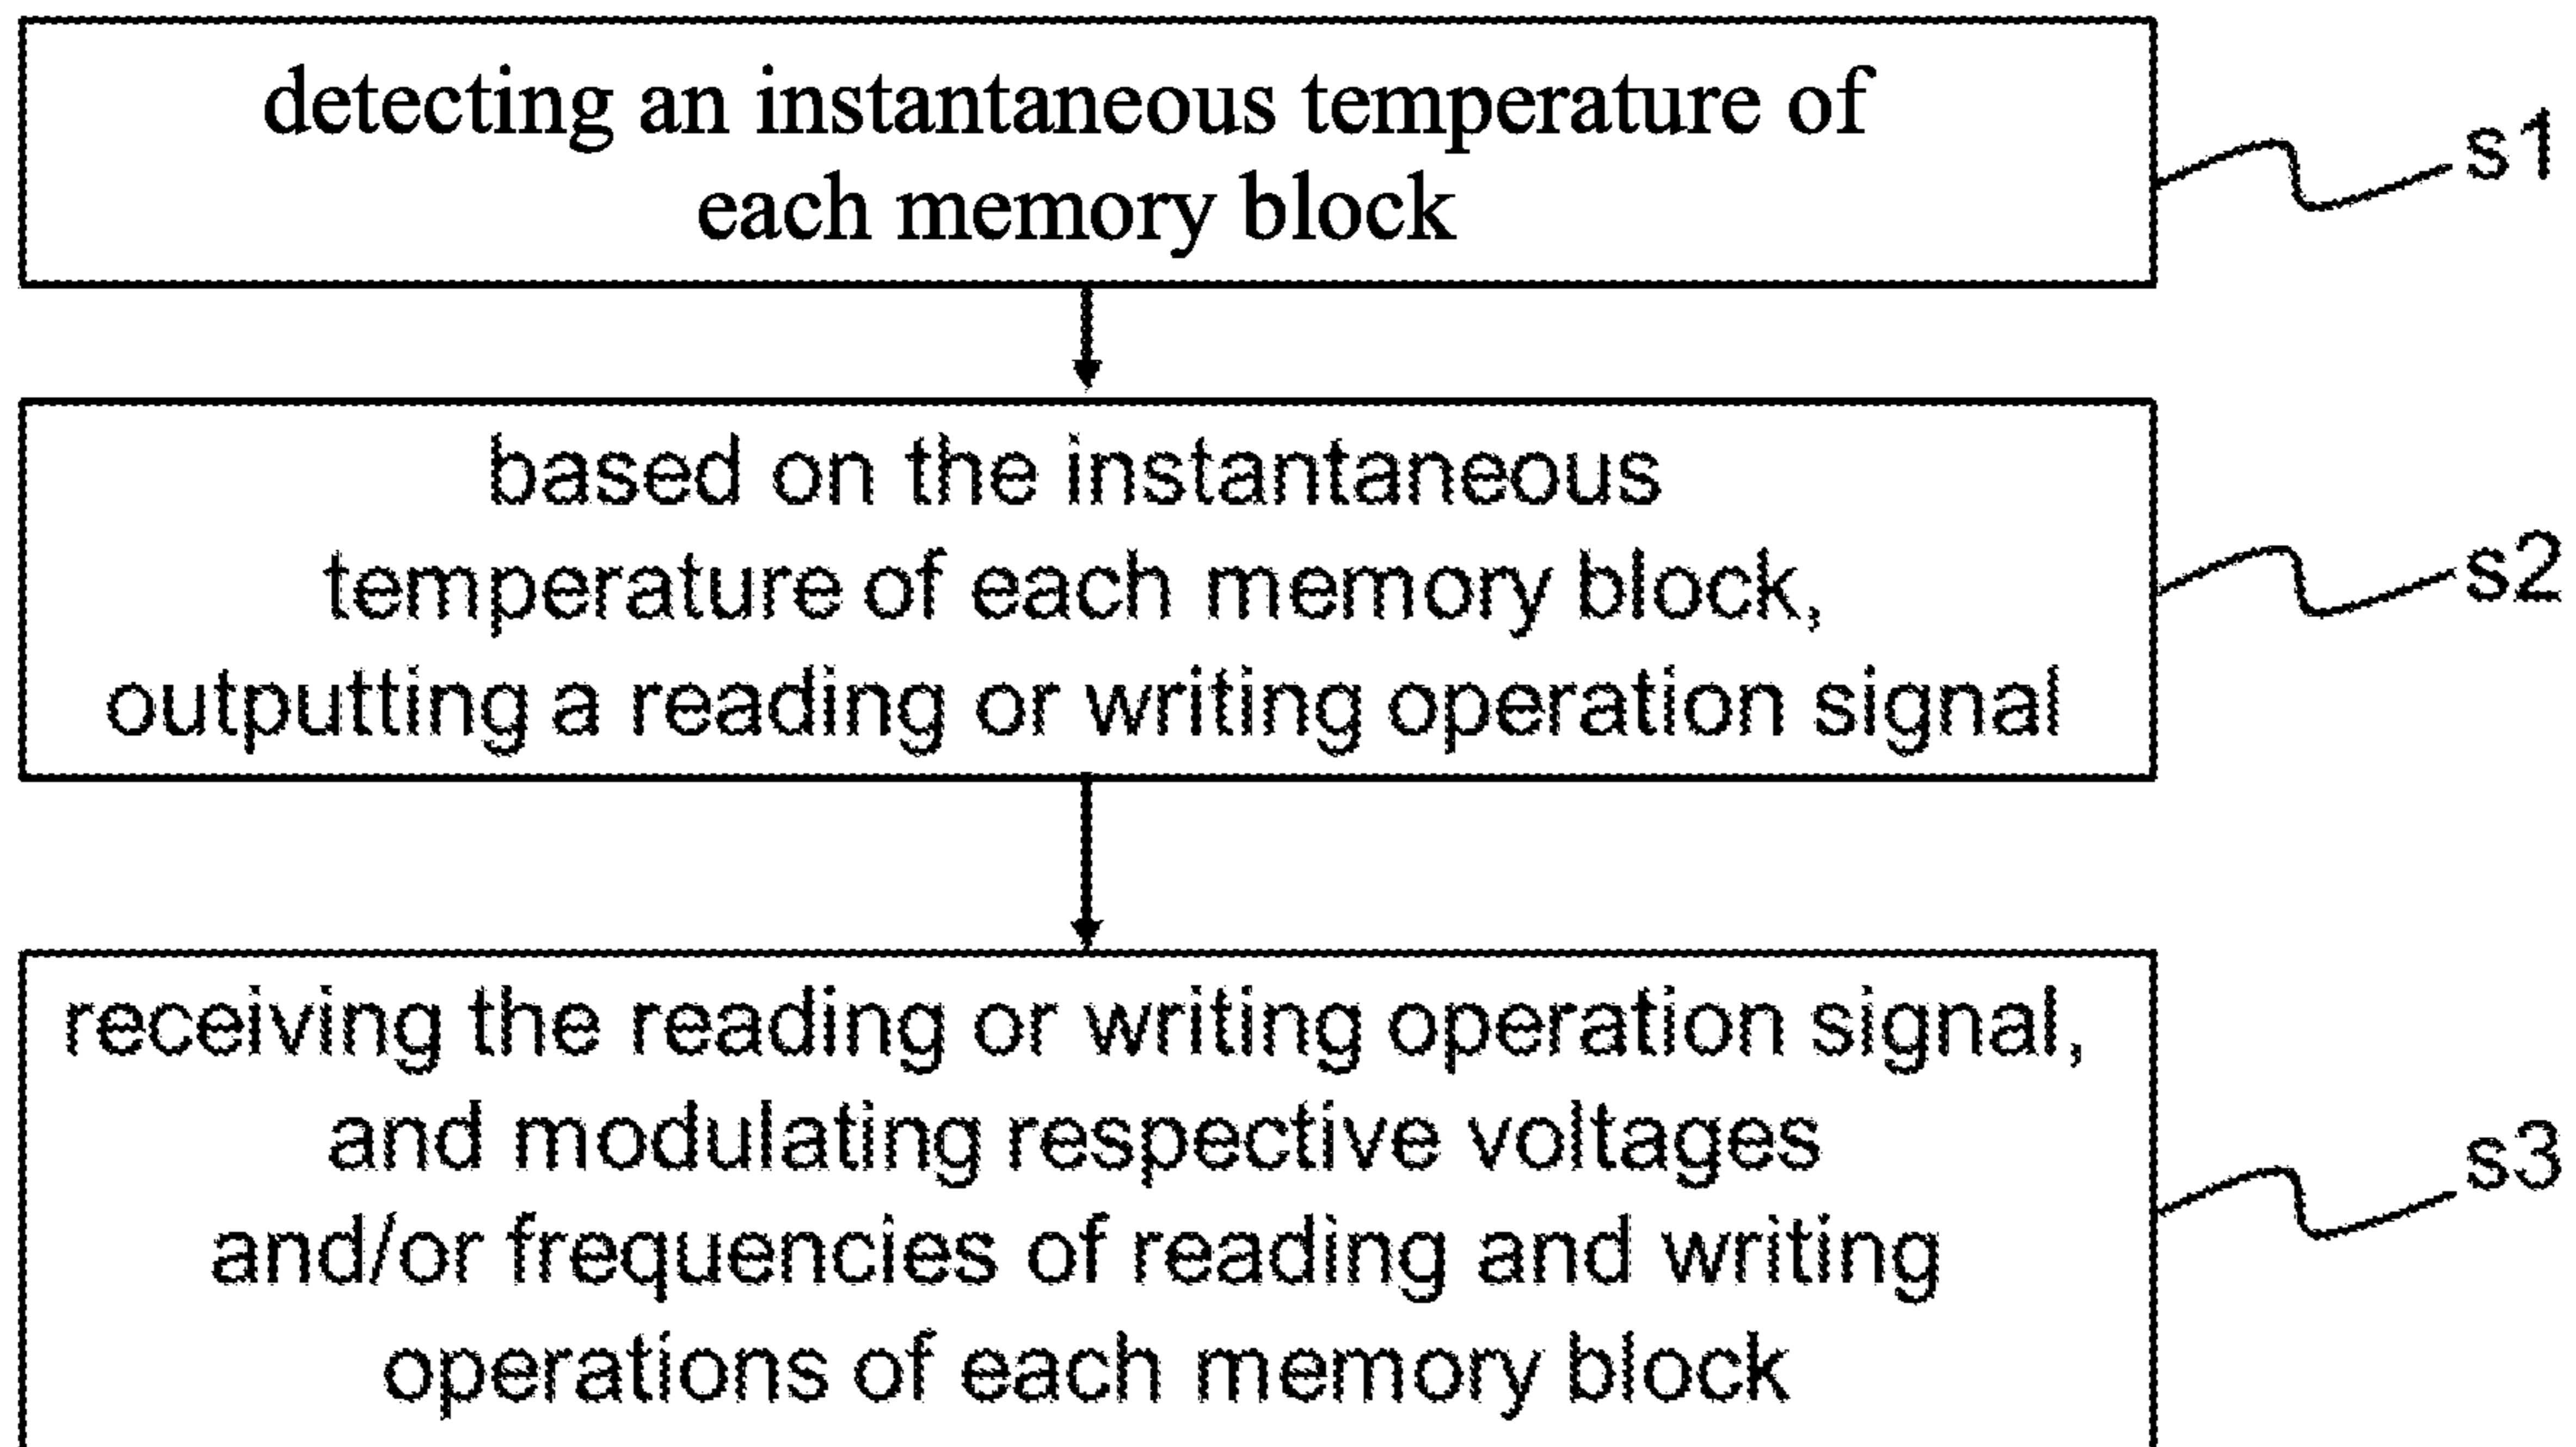 detecting an instantaneous temperature of
each memory block
s1
based on the instantaneous
temperature of each memory block,
outputting a reading or writing operation signal
s2
receiving the reading or writing operation signal,
and modulating respective voltages
and/or frequencies of reading and writing
operations of each memory block
s3